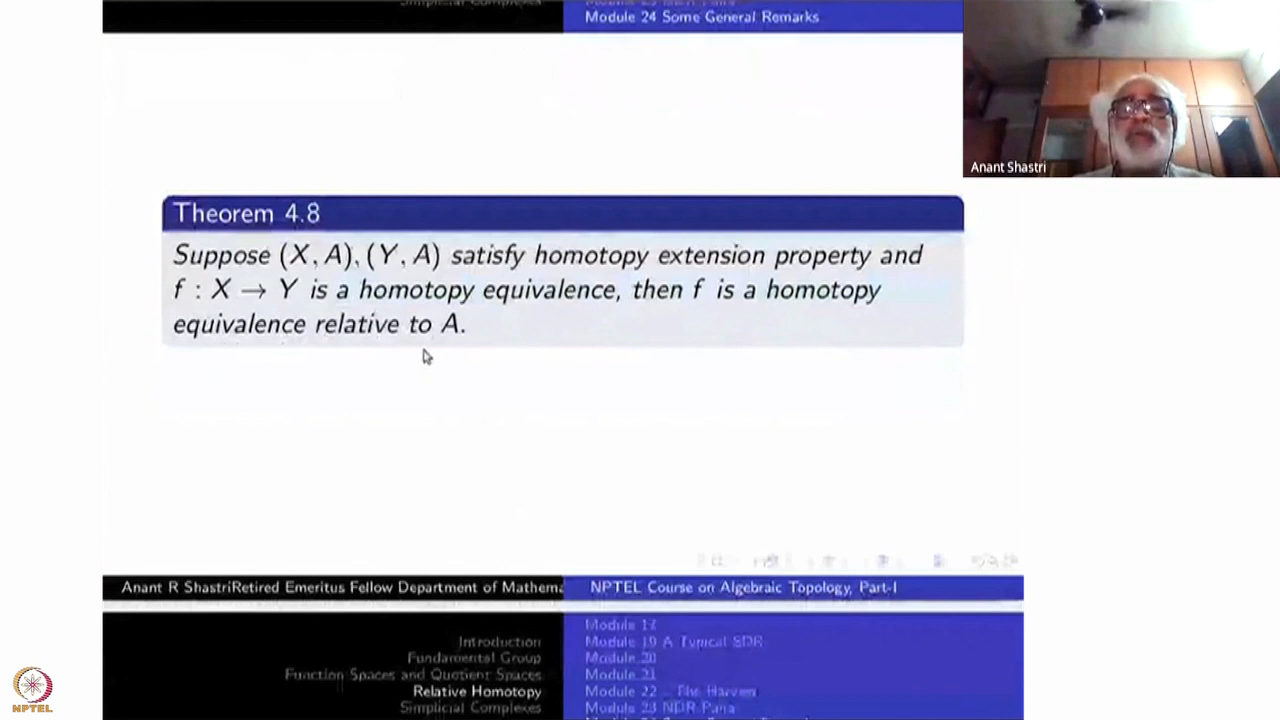 Simplicial Complexes
Module 24 Some General Remarks
Anant Shastri
Theorem 4.8
Suppose (X, A), (Y, A) satisfy homotopy extension property and
f : X → Y is a homotopy equivalence, then f is a homotopy
equivalence relative to A.
Anant R ShastriRetired Emeritus Fellow Department of Mathema
NPTEL Course on Algebraic Topology, Part-I
Introduction
Fundamental Group
Function Spaces and Quotient Spaces
Relative Homotopy
Simplicial Complexes
Module 17
Module 19 A Typical SDR
Module 20
Module 21
Module 22
Module 23 NDR Pairs
NPTEL